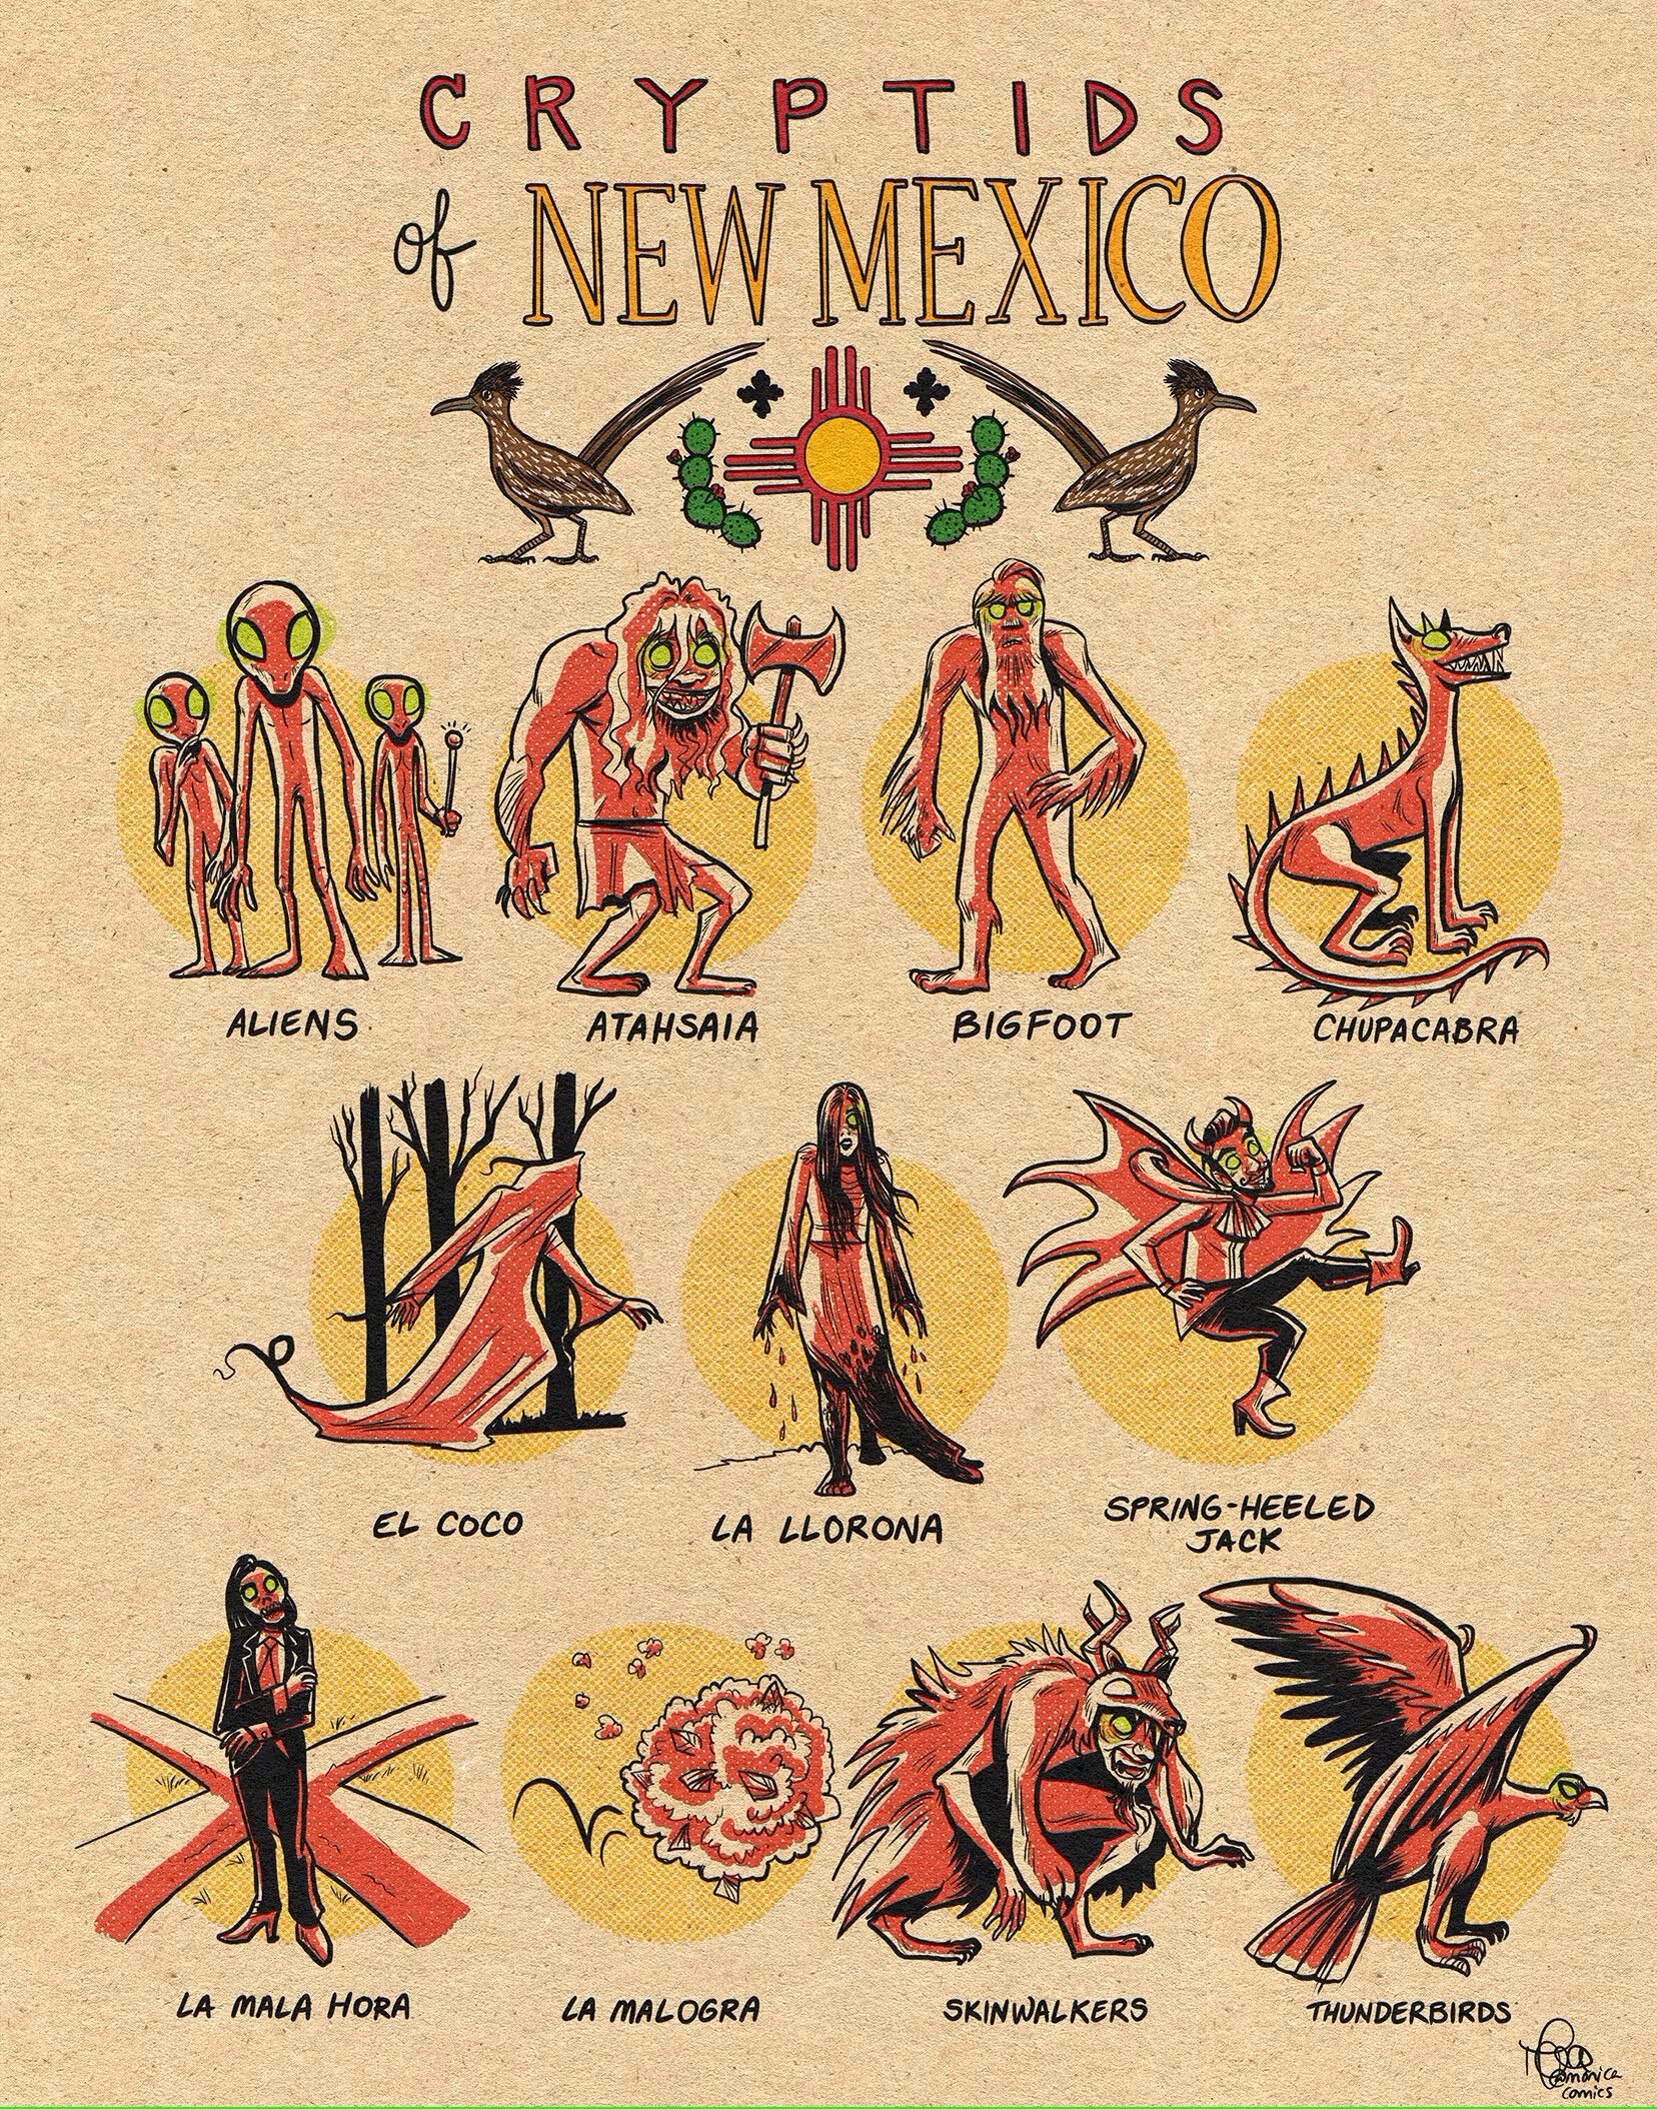 CRYPTIDS
of NEW MEXICO
ALIENS
ATAHSAIA
BIGFOOT
CHUPACABRA
EL COCO
LA LLORONA
SPRING-HEELED
JACK
LA MALA HORA
LA MALOGRA
SKINWALKERS
THUNDERBIRDS
comics